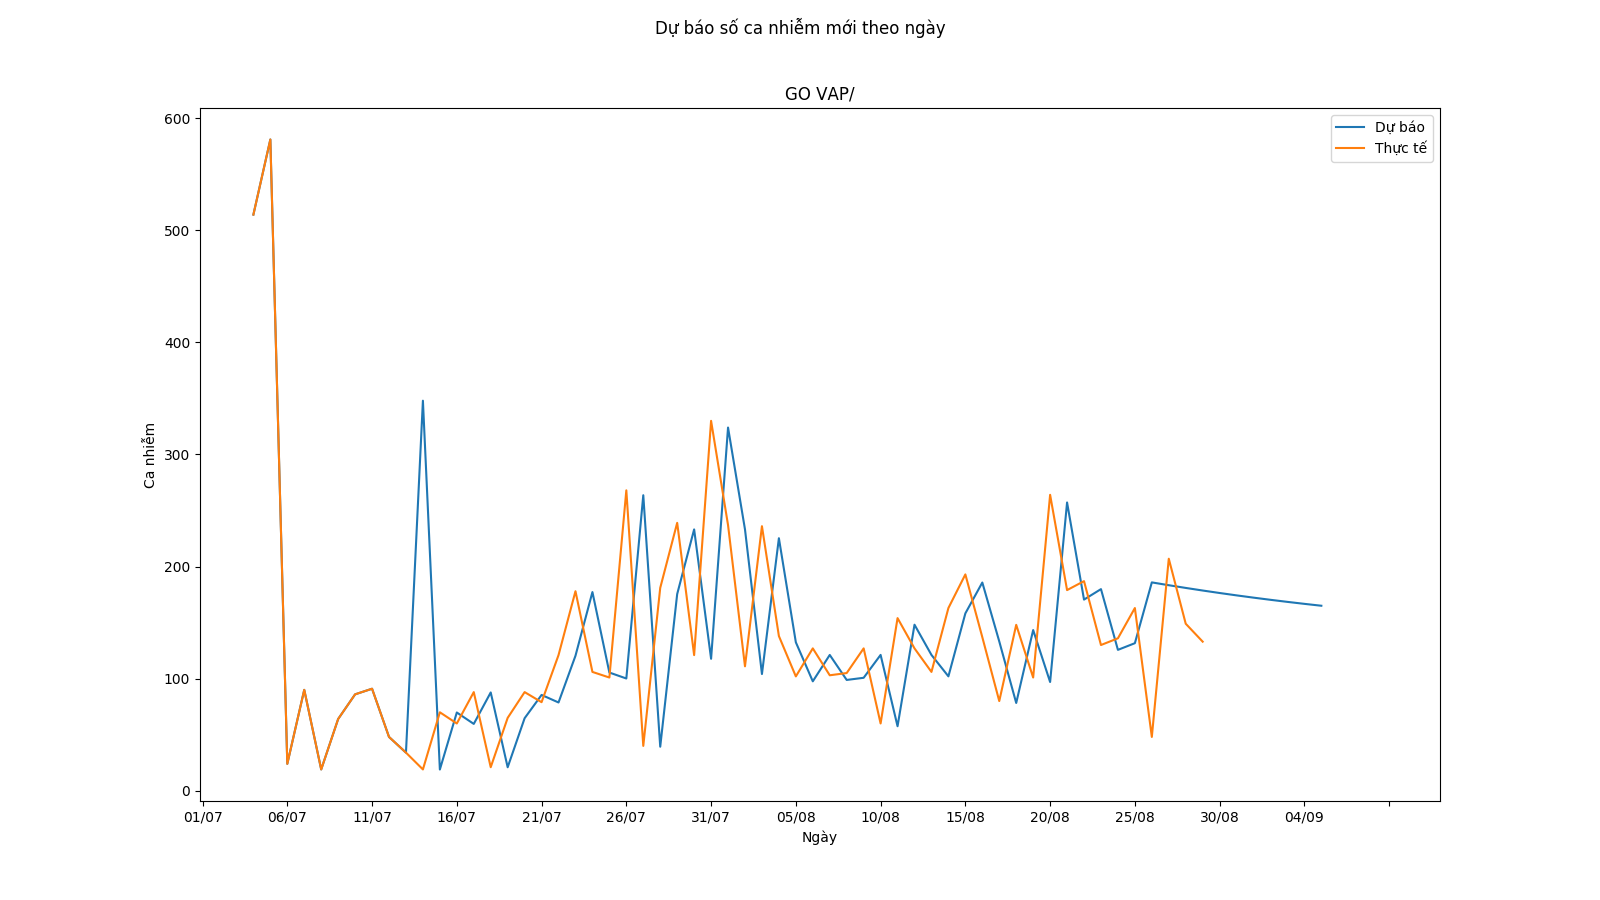 Dự báo số ca nhiễm mới theo ngày
GO VAP/
Dự báo
Thực tế
600
500
400
300
200
100
0
Ca nhiễm
01/07 06/07 11/07 16/07 21/07 26/07 31/07 05/08 10/08 15/08 20/08 25/08 30/08 04/09
Ngày